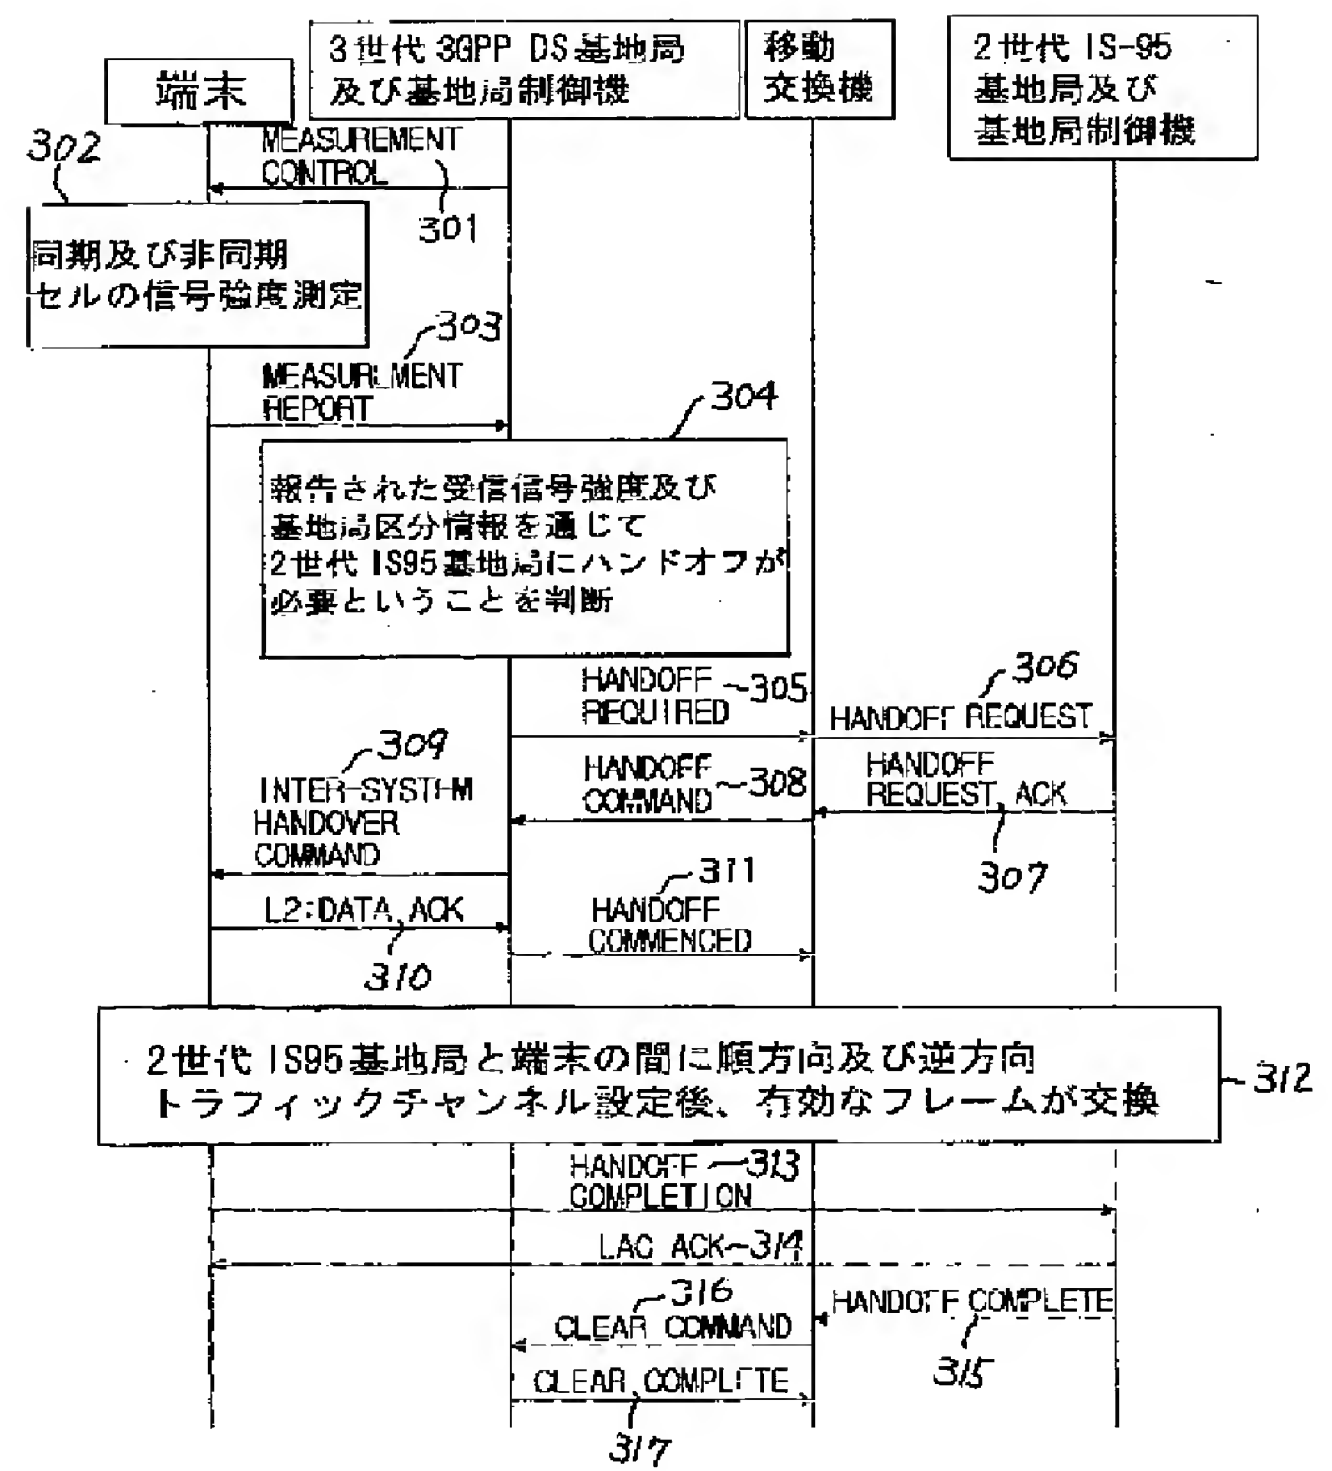 端末
3世代3GPP DS基地局
及び基地局制御機
移動
交換機
2世代IS-95
基地局及び
基地局制御機
302
MEASUREMENT
CONTROL
301
同期及び非同期
セルの信号強度測定
303
MEASUREMENT
REPORT
304
報告された受信信号強度及び
基地局区分情報を通じて
2世代IS95基地局にハンドオフが
必要ということを判断
HANDOFF
REQUIRED
305
306
HANDOFF REQUEST
309
INTER-SYSTEM
HANDOVER
COMMAND
HANDOFF
COMMAND
308
HANDOFF
REQUEST ACK
307
L2:DATA ACK
310
311
HANDOFF
COMMENCED
2世代IS95基地局と端末の間に順方向及び逆方向
トラフィックチャンネル設定後、有効なフレームが交換
312
HANDOFF
COMPLETION
313
LAC ACK
314
HANDOFF COMPLETE
315
316
CLEAR COMMAND
CLEAR COMPLETE
317